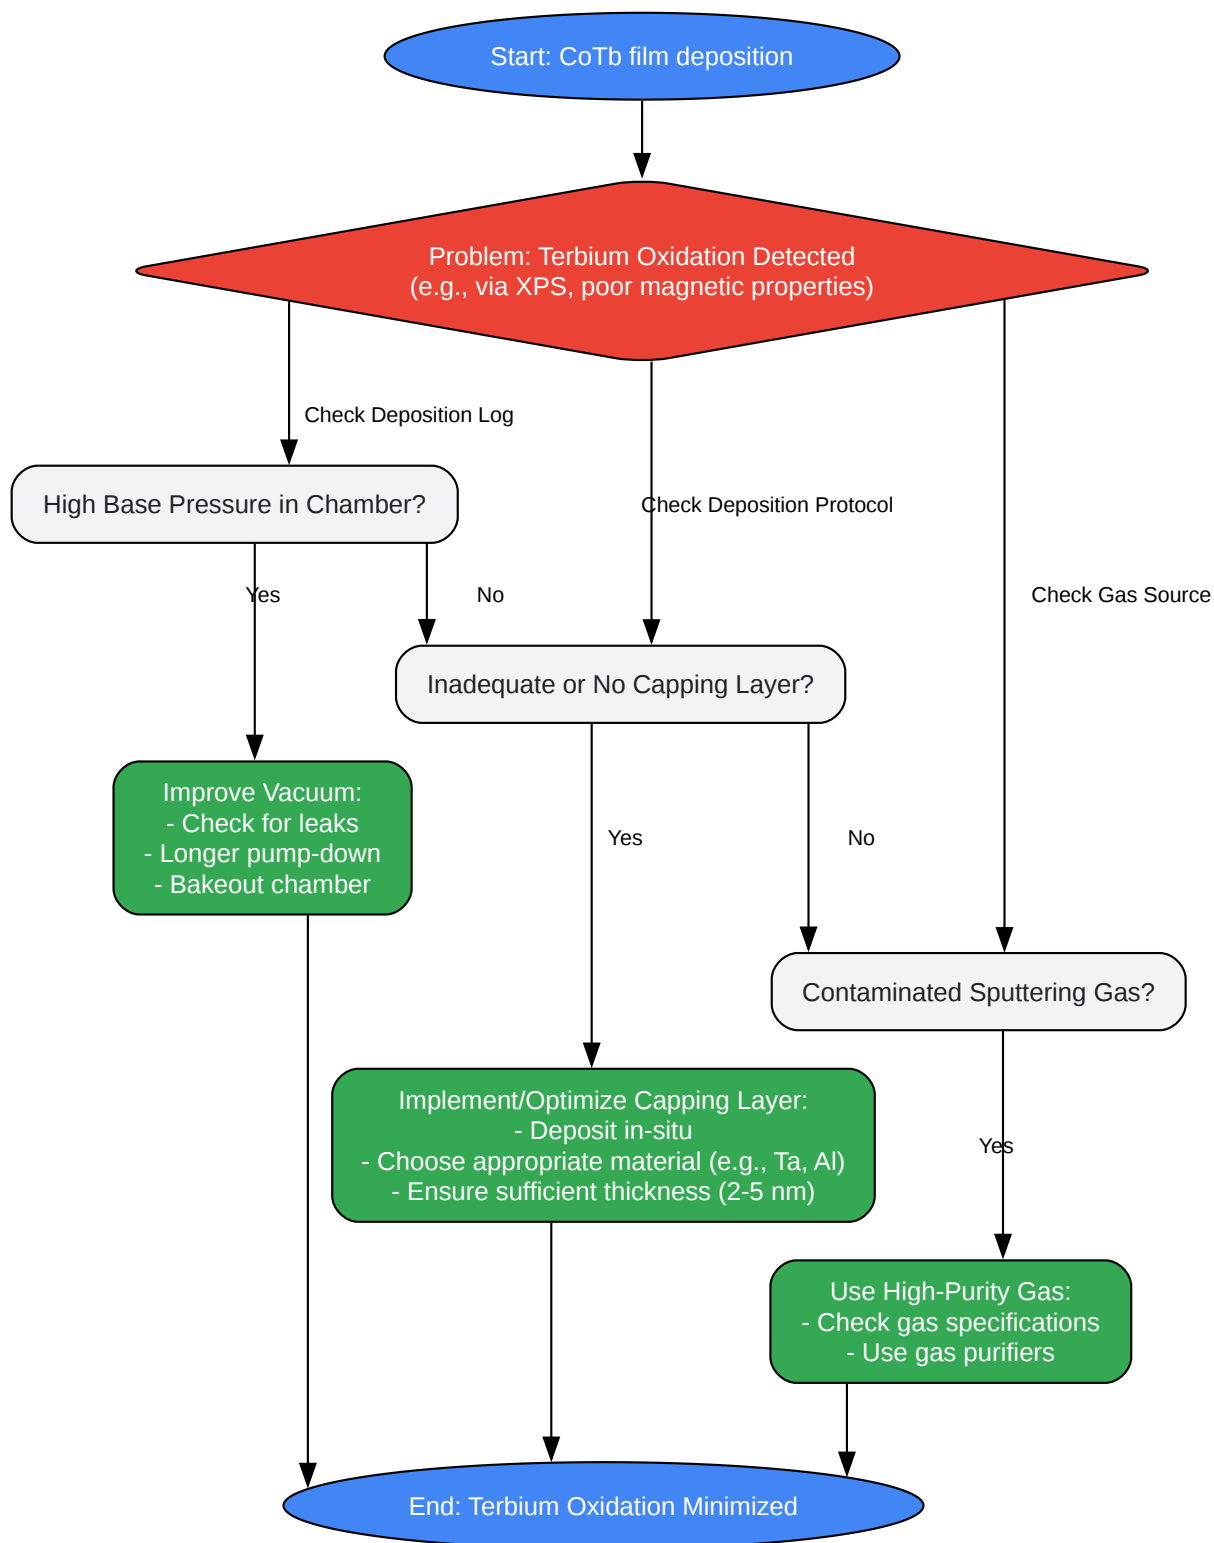 Start: CoTb film deposition
Problem: Terbium Oxidation Detected
(e.g., via XPS, poor magnetic properties)
Check Deposition Log
High Base Pressure in Chamber?
Check Deposition Protocol
Yes
No
Check Gas Source
Inadequate or No Capping Layer?
Improve Vacuum:
- Check for leaks
- Longer pump-down
- Bakeout chamber
Yes
No
Contaminated Sputtering Gas?
Implement/Optimize Capping Layer:
- Deposit in-situ
- Choose appropriate material (e.g., Ta, Al)
- Ensure sufficient thickness (2-5 nm)
Yes
Use High-Purity Gas:
- Check gas specifications
- Use gas purifiers
End: Terbium Oxidation Minimized